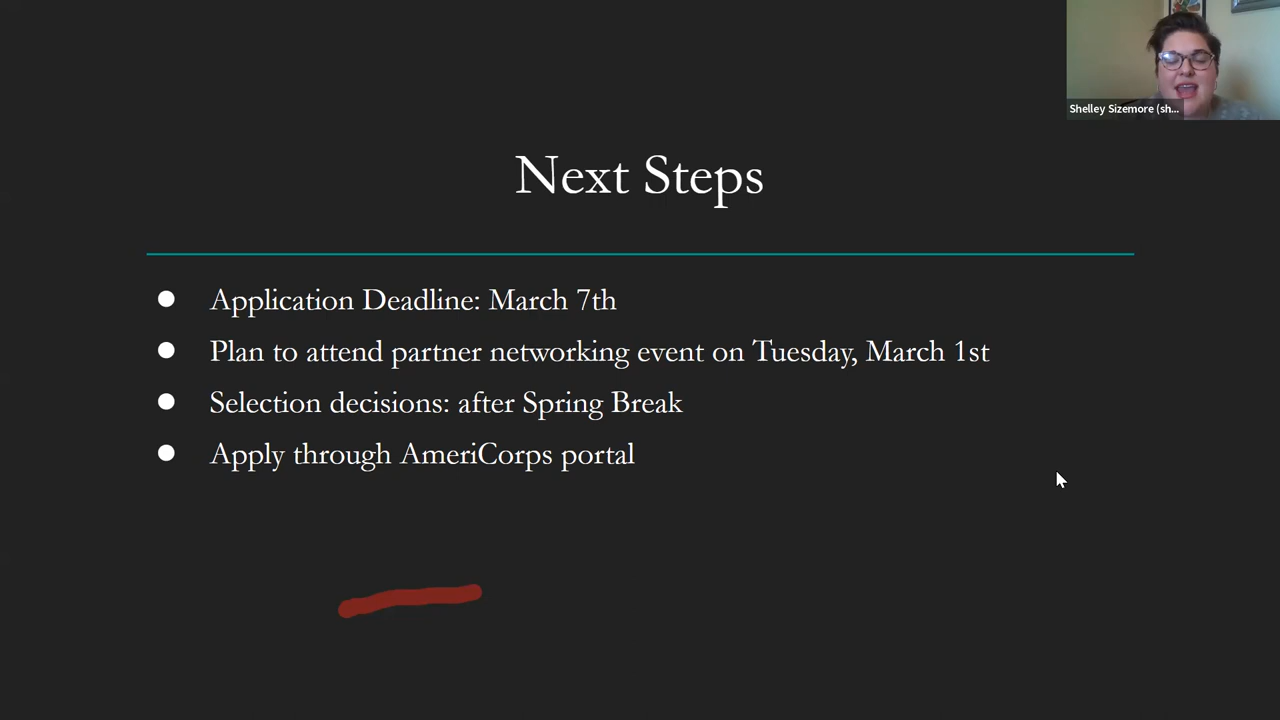 Shelley Sizemore (sh...
Next Steps
● Application Deadline: March 7th
● Plan to attend partner networking event on Tuesday, March 1st
● Selection decisions: after Spring Break
● Apply through AmeriCorps portal